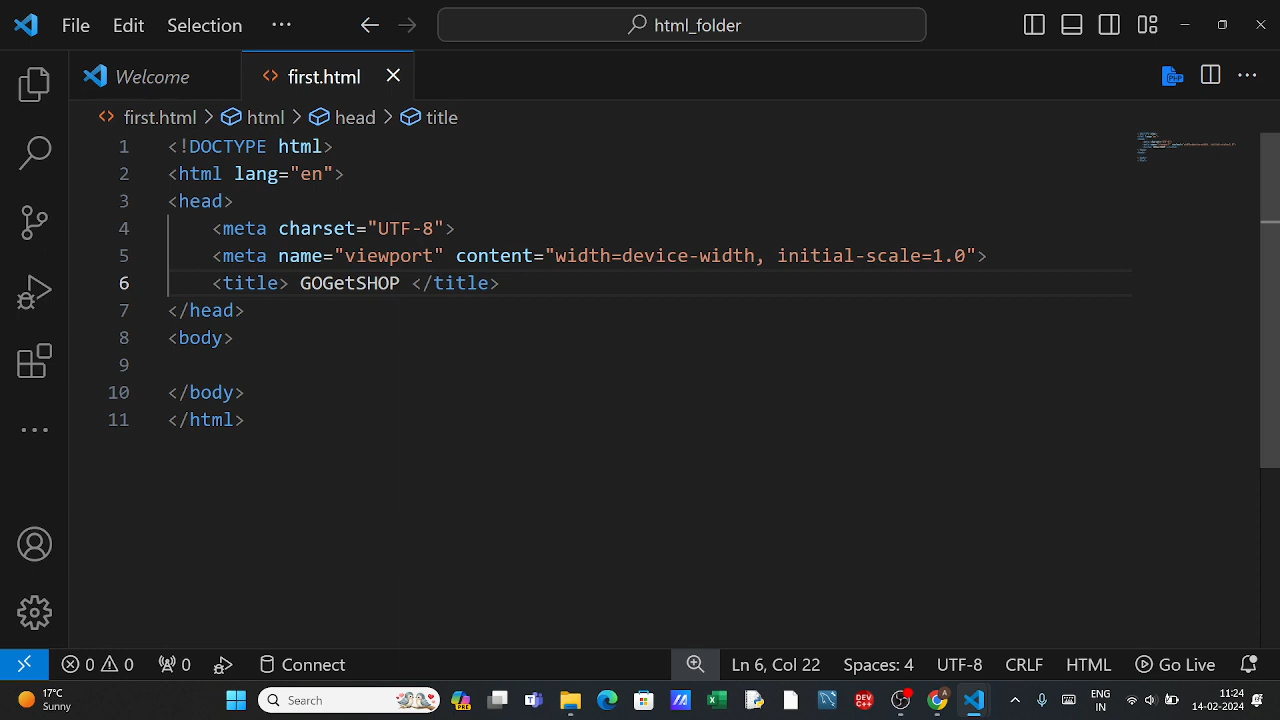 File Edit Selection ··· html_folder
Welcome first.html
first.html > html > head > title
1 <!DOCTYPE html>
2 <html lang="en">
3 <head>
4 <meta charset="UTF-8">
5 <meta name="viewport" content="width=device-width, initial-scale=1.0">
6 <title> GOGetSHOP </title>
7 </head>
8 <body>
9
10 </body>
11 </html>
0 0 0 Connect Ln 6, Col 22 Spaces: 4 UTF-8 CRLF HTML Go Live
17°C
Sunny
Search
ENG
IN
11:24
14-02-2024